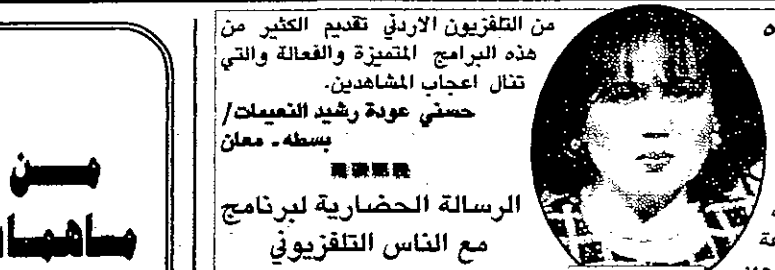 من التلفزيون الاردني تقديم الكثير من
هذه البرامج المتميزة والفعالة والتي
تنال اعجاب المشاهدين.
حسني عودة رشيد النعيمات/
بسطه ـ معان
الرسالة الحضارية لبرنامج
مع الناس التلفزيوني
من